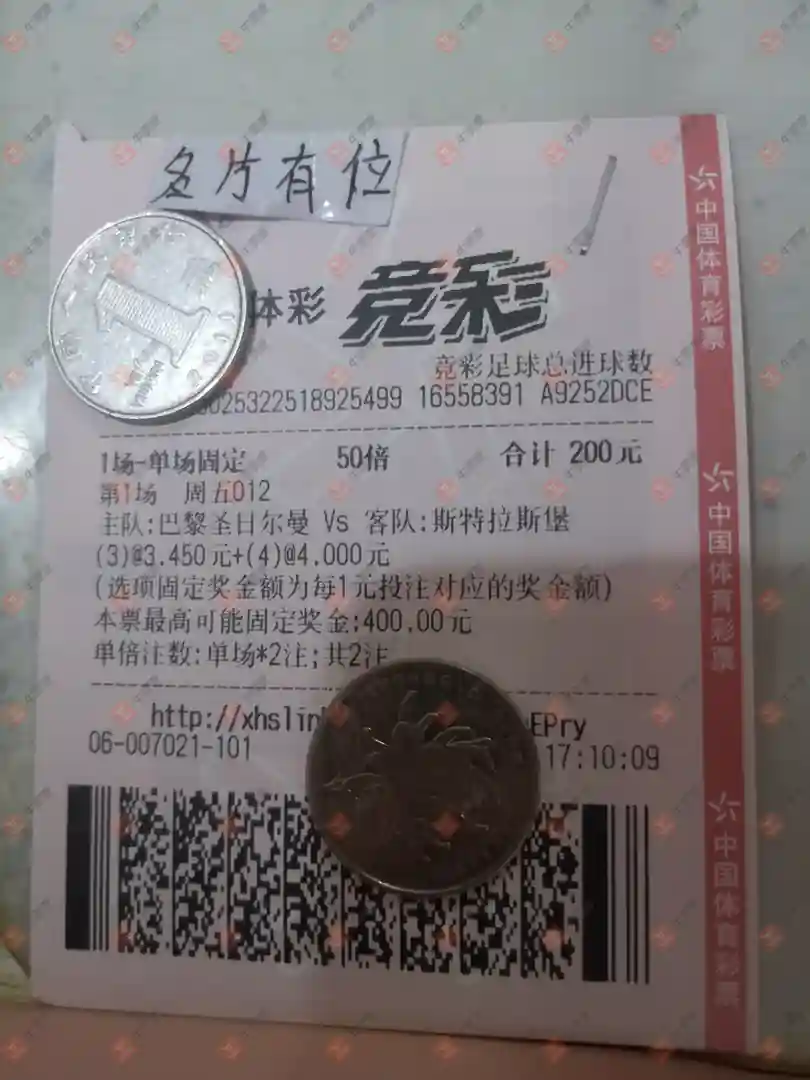 名片有位
体彩 竞彩
竞彩足球总进球数
025322518925499 16558391 A9252DCE
1场-单场固定 50倍 合计 200元
第1场 周五012
主队:巴黎圣日尔曼 Vs 客队:斯特拉斯堡
(3)@3.450元+(4)@4.000元
(选项固定奖金额为每1元投注对应的奖金额)
本票最高可能固定奖金:400.00元
单倍注数:单场*2注;共2注
http://xhslin EPry
06-007021-101 17:10:09
中国体育彩票
中国体育彩票
中国体育彩票